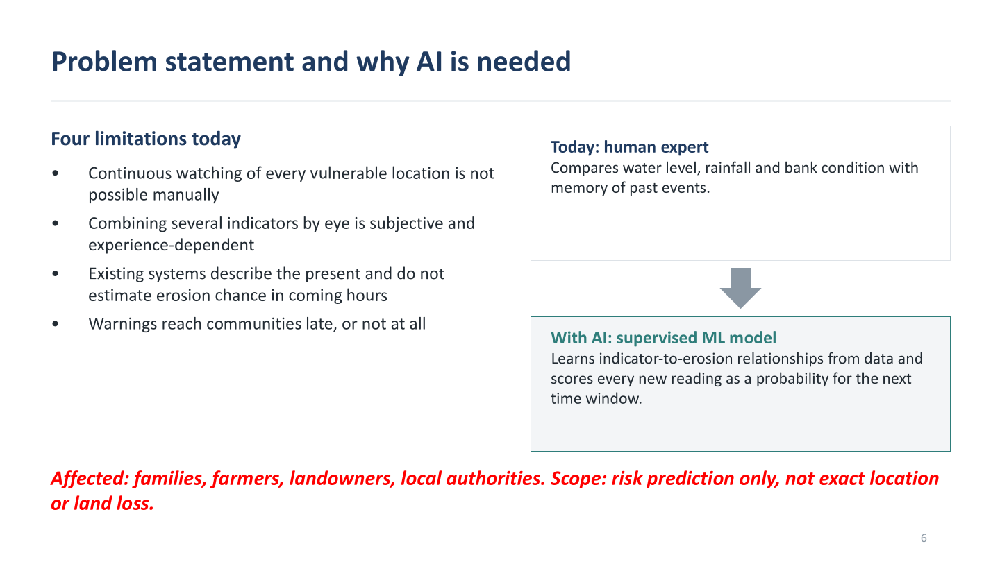 Problem statement and why AI is needed
Four limitations today
• Continuous watching of every vulnerable location is not
possible manually
• Combining several indicators by eye is subjective and
experience-dependent
• Existing systems describe the present and do not
estimate erosion chance in coming hours
• Warnings reach communities late, or not at all
Today: human expert
Compares water level, rainfall and bank condition with
memory of past events.
With AI: supervised ML model
Learns indicator-to-erosion relationships from data and
scores every new reading as a probability for the next
time window.
Affected: families, farmers, landowners, local authorities. Scope: risk prediction only, not exact location
or land loss.
6